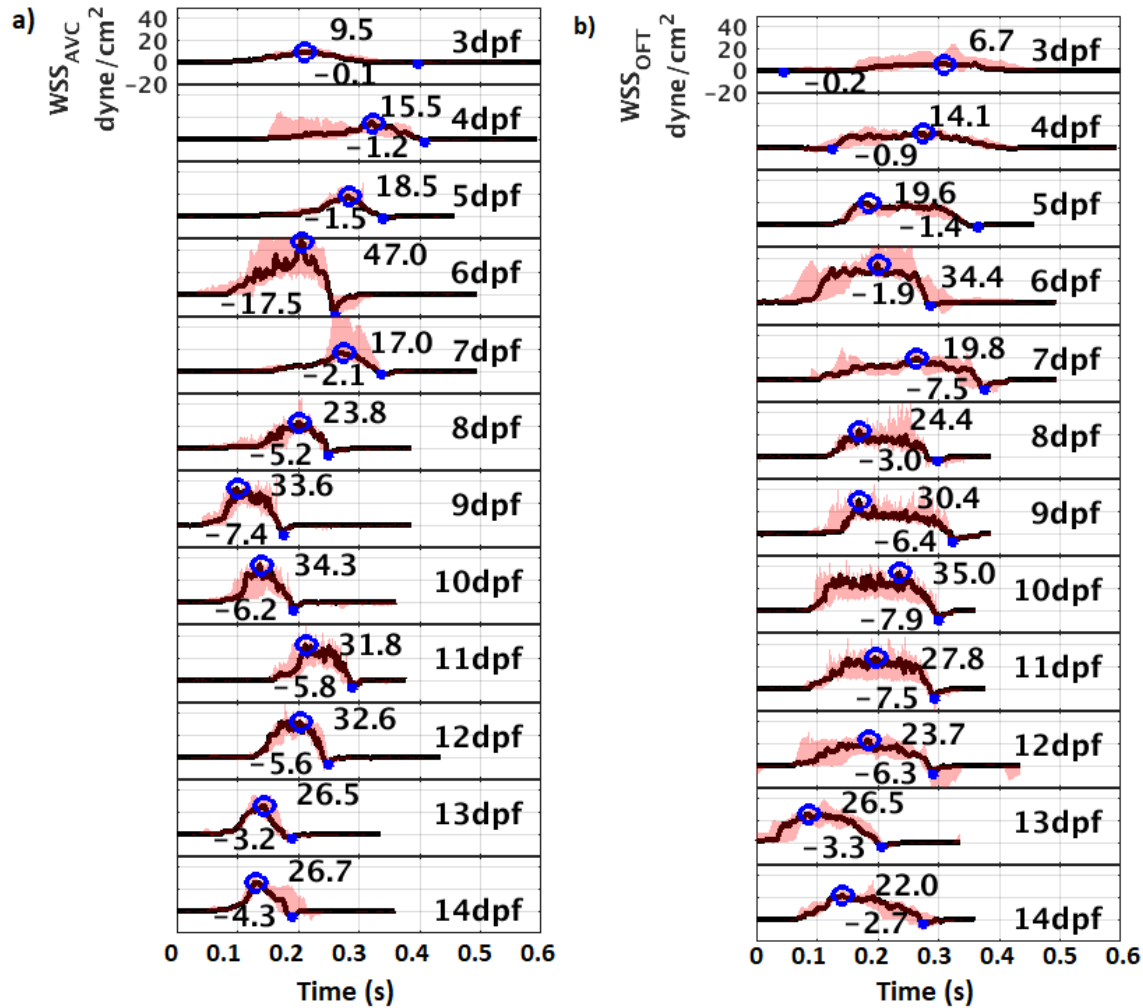 a)
WSS_AVC
dyne/cm²
40
20
0
−20
9.5
−0.1
3dpf
15.5
−1.2
4dpf
18.5
−1.5
5dpf
47.0
−17.5
6dpf
17.0
−2.1
7dpf
23.8
−5.2
8dpf
33.6
−7.4
9dpf
34.3
−6.2
10dpf
31.8
−5.8
11dpf
32.6
−5.6
12dpf
26.5
−3.2
13dpf
26.7
−4.3
14dpf
0 0.1 0.2 0.3 0.4 0.5 0.6
Time (s)
b)
WSS_OFT
dyne/cm²
40
20
0
−20
6.7
−0.2
3dpf
14.1
−0.9
4dpf
19.6
−1.4
5dpf
34.4
−1.9
6dpf
19.8
−7.5
7dpf
24.4
−3.0
8dpf
30.4
−6.4
9dpf
35.0
−7.9
10dpf
27.8
−7.5
11dpf
23.7
−6.3
12dpf
26.5
−3.3
13dpf
22.0
−2.7
14dpf
0 0.1 0.2 0.3 0.4 0.5 0.6
Time (s)